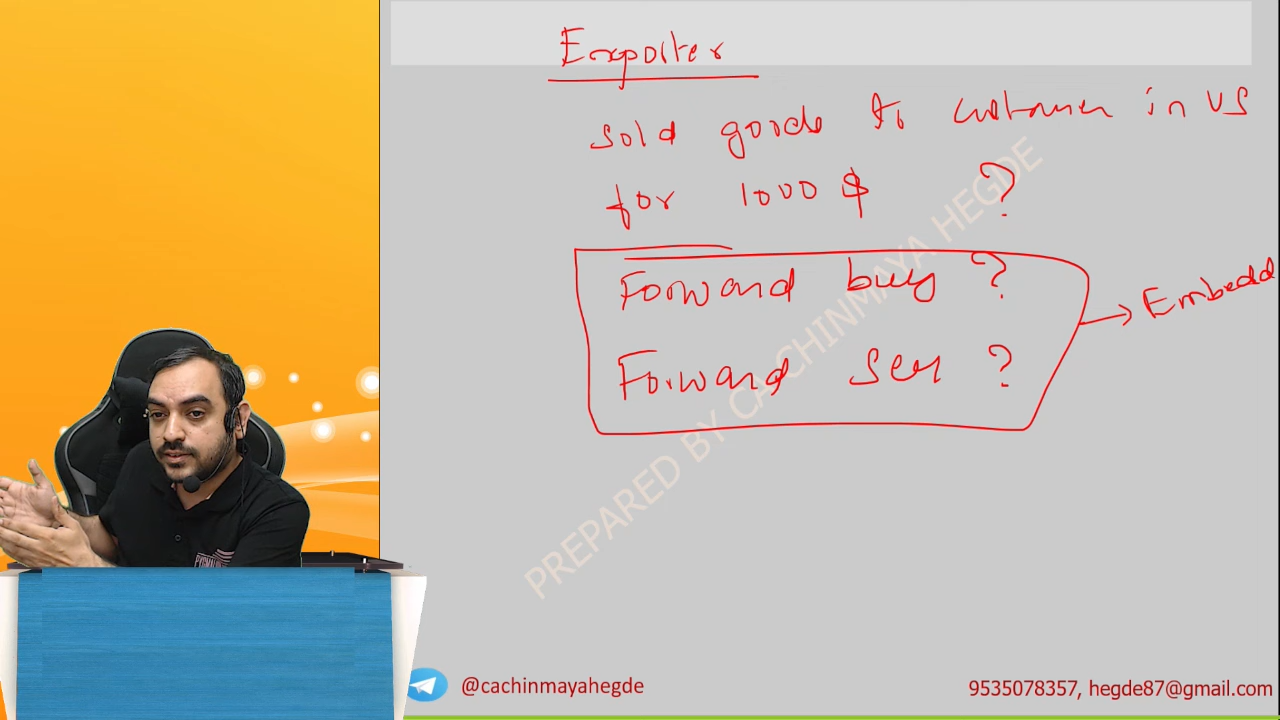 Exporter
sold goods to customer in US
for 1000 $ ?
Forward buy ?
→ Embedd
Forward sell ?
PREPARED BY CA CHINMAYA HEGDE
@cachinmayahegde
9535078357, hegde87@gmail.com